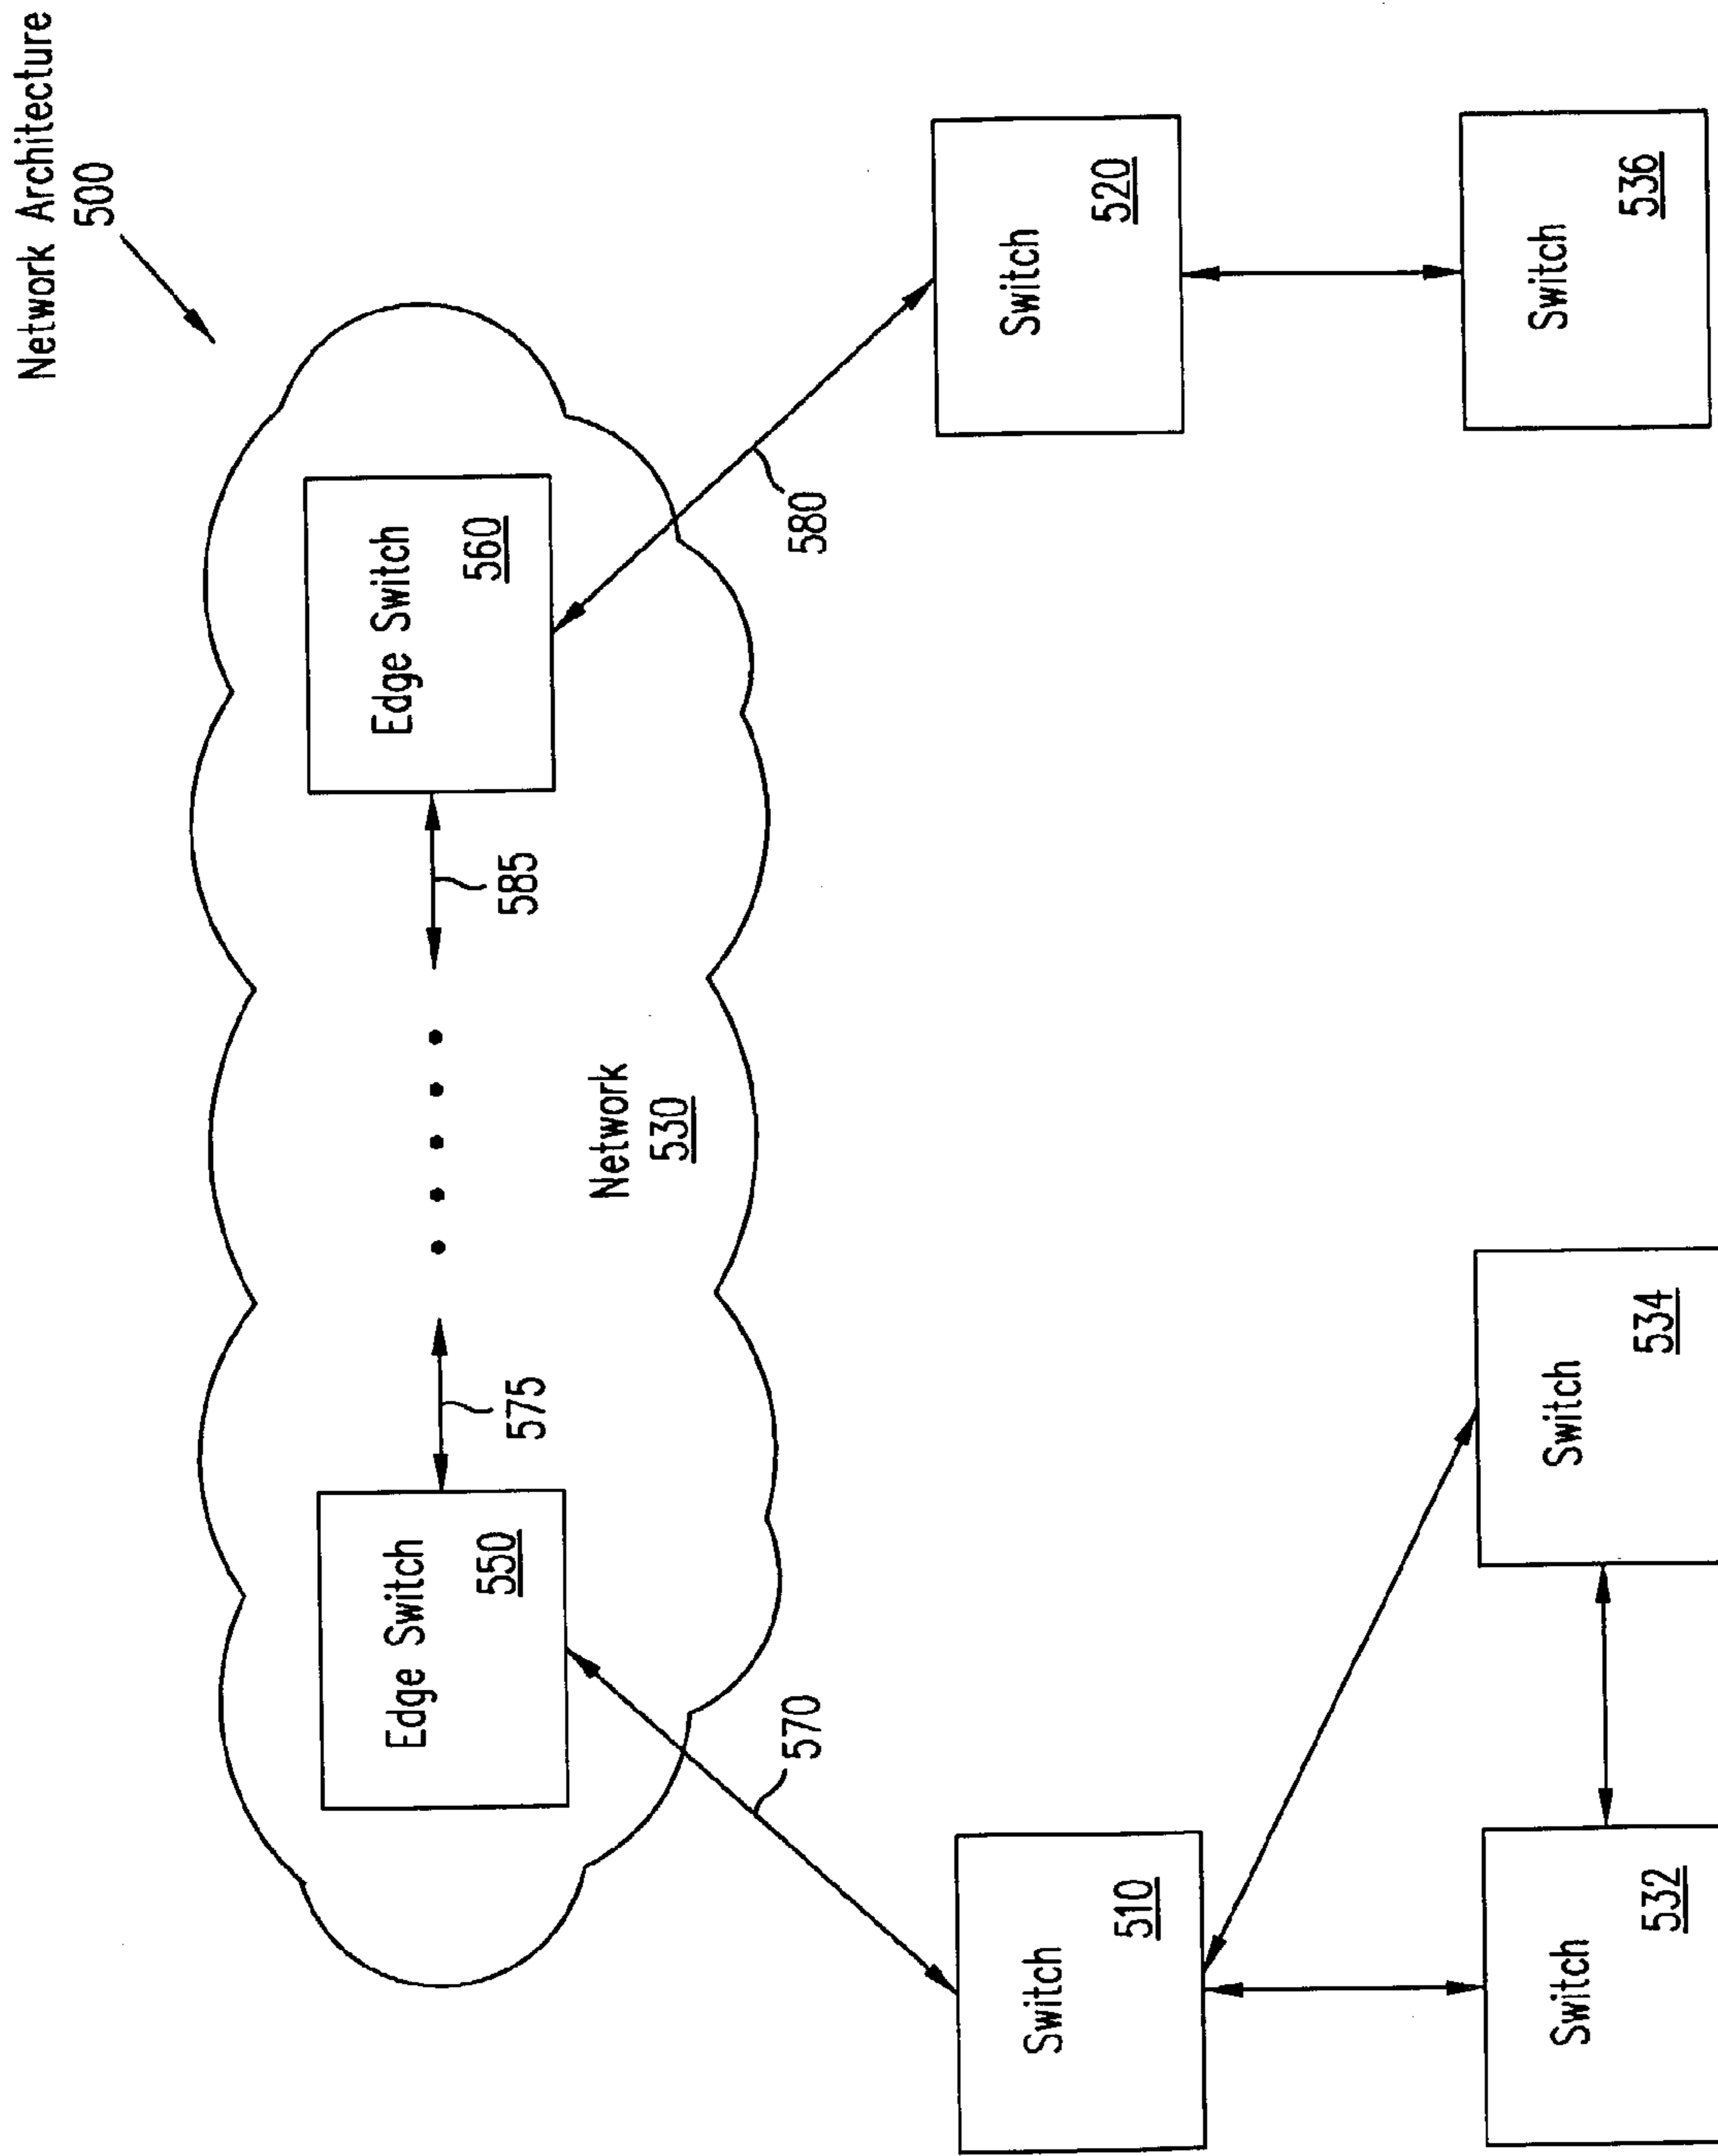 Network Architecture
500
Edge Switch
550
575
585
Edge Switch
560
Network
530
570
580
Switch
510
Switch
520
Switch
532
Switch
534
Switch
536